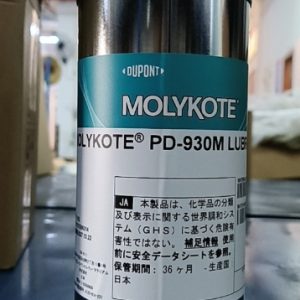 DUPONT
MOLYKOTE
OLYKOTE® PD-930M LUB
JA 本製品は、化学品の分類
及び表示に関する世界調和シス
テム(GHS)に基づく危険有
害性ではない。 補足情報 使用
前に安全データシートを参照。
保管期間: 36ヶ月 - 生産国
日本